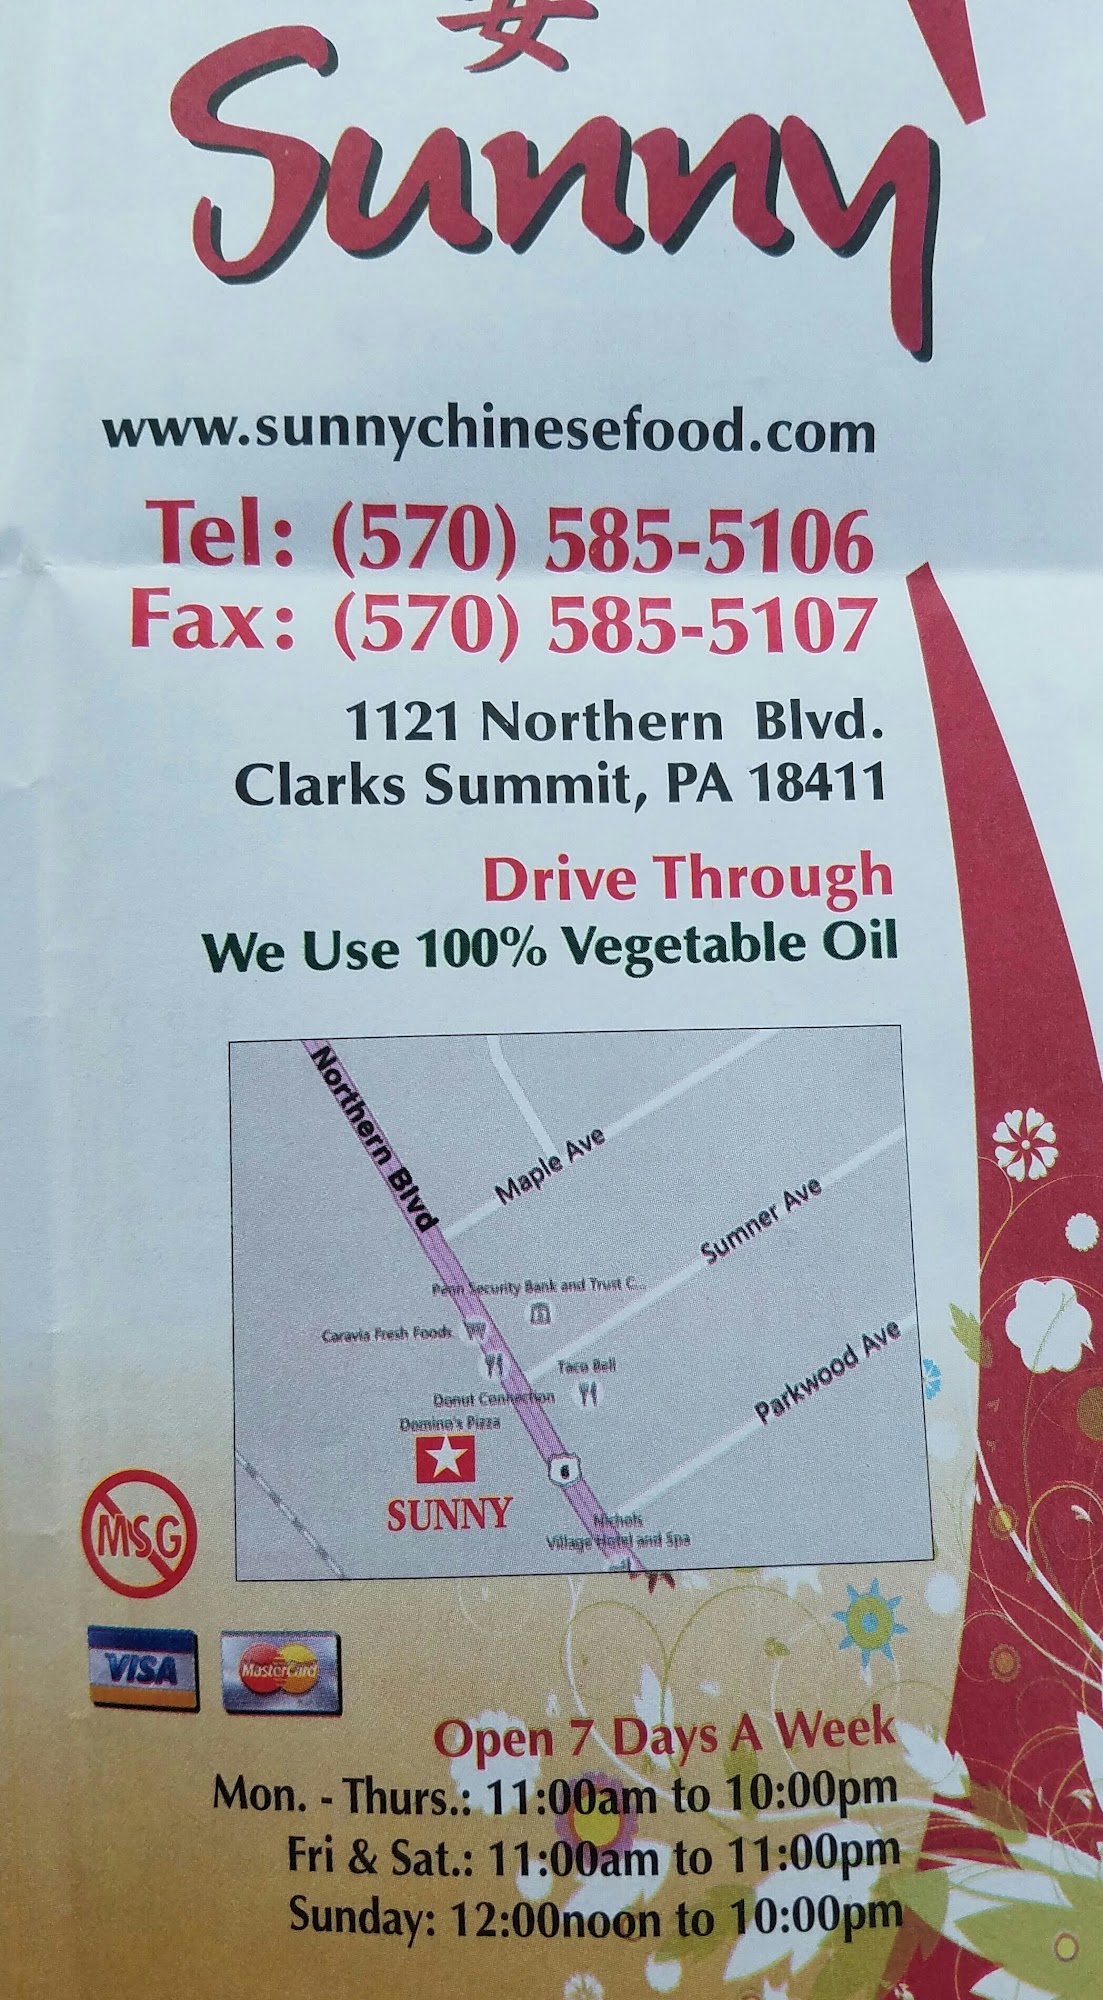 安
Sunny
www.sunnychinesefood.com
Tel: (570) 585-5106
Fax: (570) 585-5107
1121 Northern Blvd.
Clarks Summit, PA 18411
Drive Through
We Use 100% Vegetable Oil
Northern Blvd
Maple Ave
Sumner Ave
Penn Security Bank and Trust C...
Caravia Fresh Foods
Taco Bell
Parkwood Ave
Donut Connection
Domino's Pizza
6
SUNNY
Nichols
Village Hotel and Spa
MSG
VISA
MasterCard
Open 7 Days A Week
Mon. - Thurs.: 11:00am to 10:00pm
Fri & Sat.: 11:00am to 11:00pm
Sunday: 12:00noon to 10:00pm